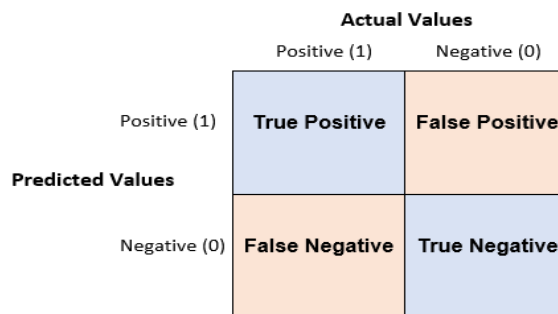 Actual Values
Positive (1) Negative (0)
Positive (1) True Positive False Positive
Predicted Values
Negative (0) False Negative True Negative